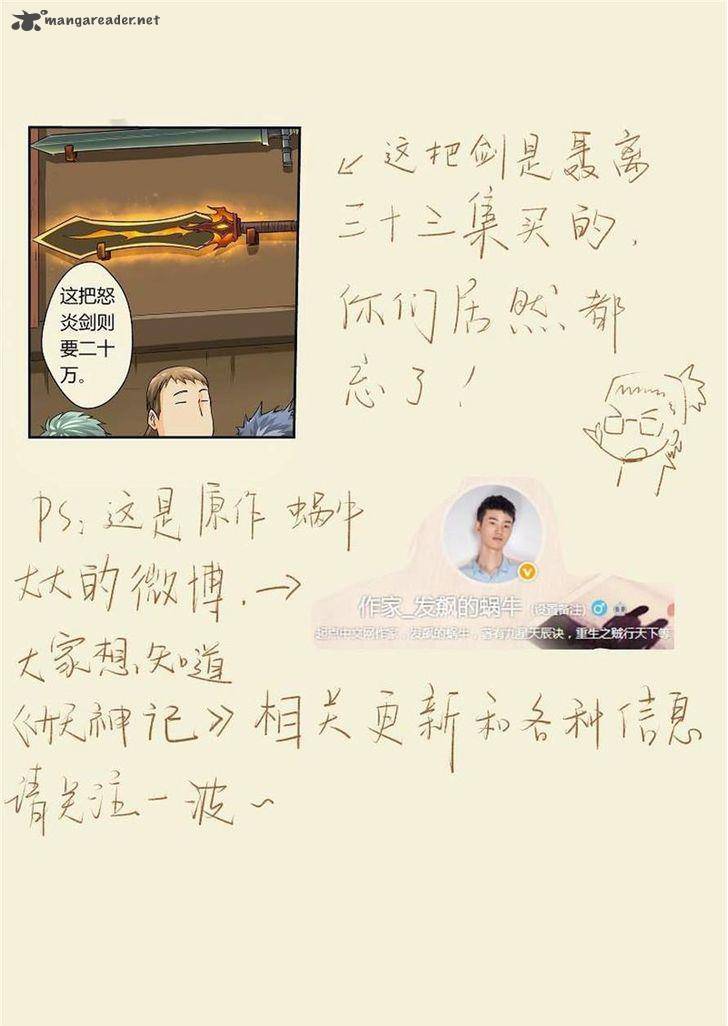 mangareader.net
这把怒
炎剑则
要二十
万。
↙这把剑是聂离
三十三集买的,
你们居然都
忘了!
PS:这是原作蜗牛
大大的微博.→
作家_发飙的蜗牛 (设置备注)
起点中文网作家,发飙的蜗牛,著有九星天辰诀,重生之贼行天下等
大家想知道
《妖神记》相关更新和各种信息
请关注一波~